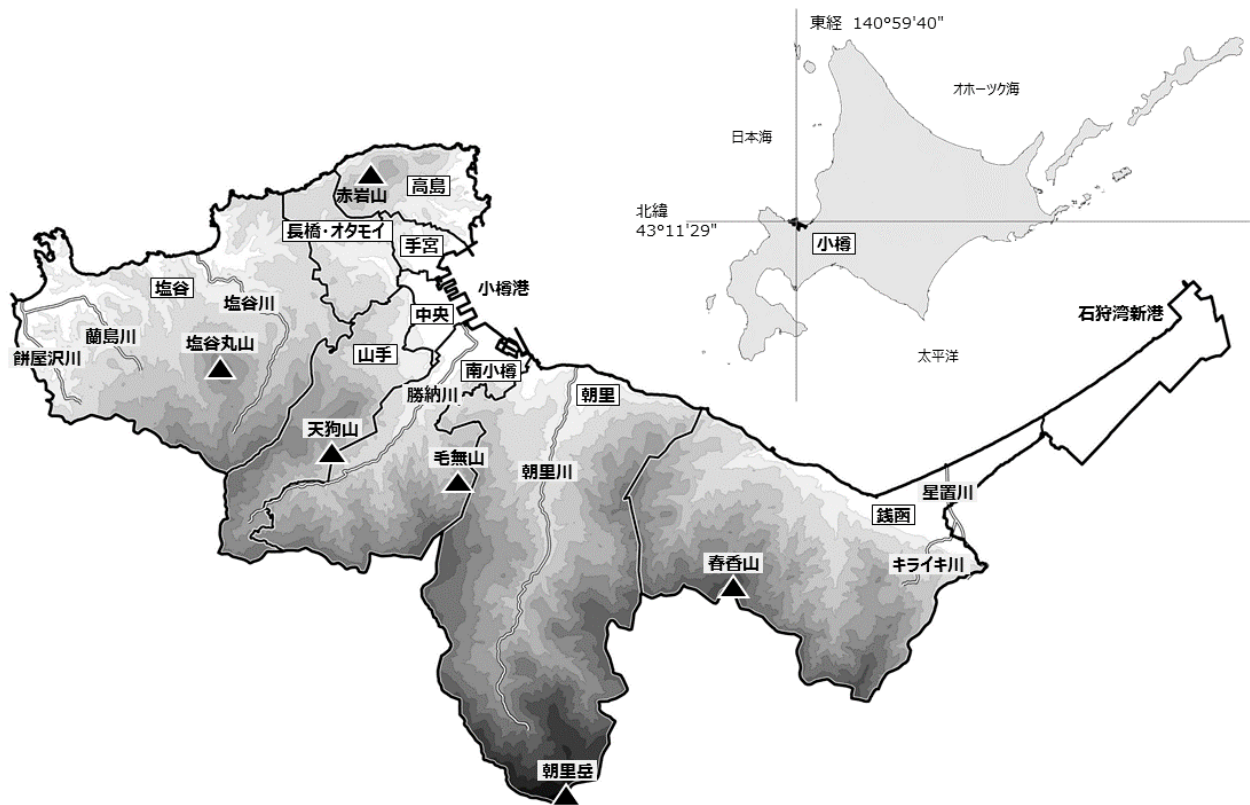 東経 140°59'40"
オホーツク海
日本海
北緯
43°11'29"
小樽
太平洋
石狩湾新港
赤岩山
高島
長橋・オタモイ
手宮
小樽港
塩谷
塩谷川
中央
蘭島川
餅屋沢川
塩谷丸山
山手
南小樽
勝納川
朝里
天狗山
毛無山
朝里川
星置川
銭函
春香山
キライキ川
朝里岳